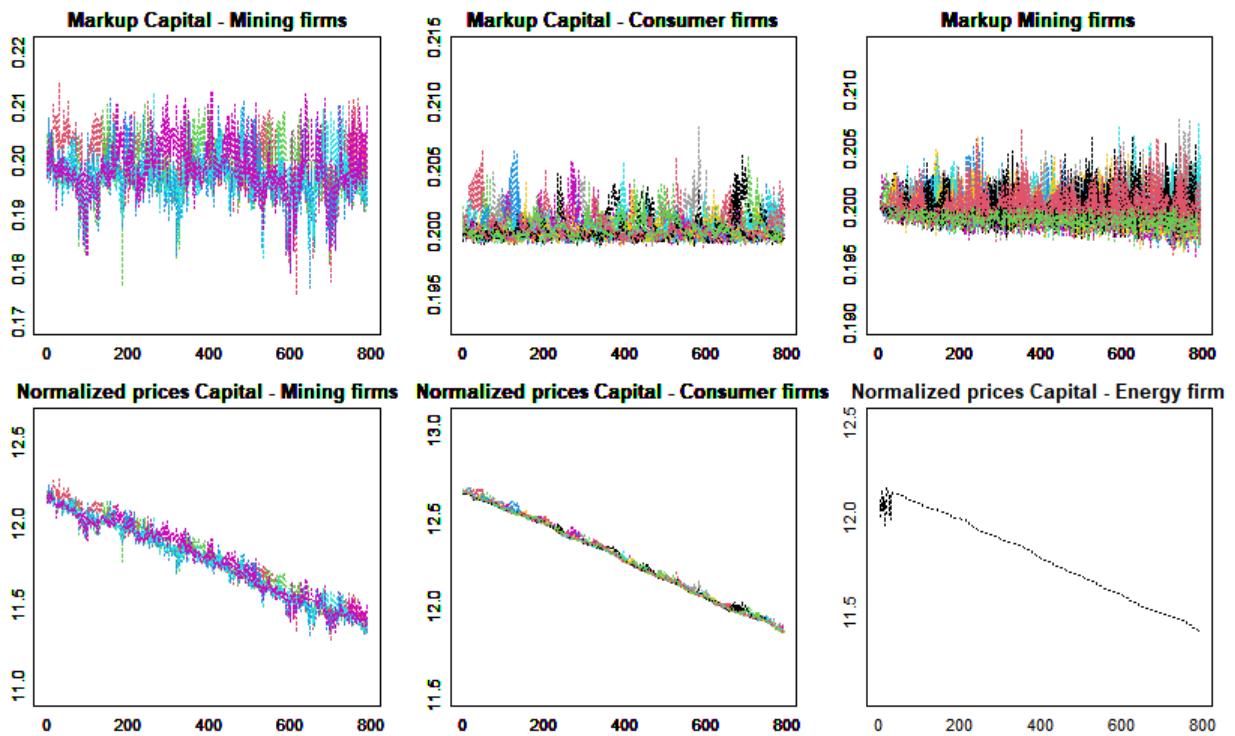 Markup Capital - Mining firms
0.22
0.21
0.20
0.19
0.18
0.17
0 200 400 600 800
Markup Capital - Consumer firms
0.215
0.210
0.205
0.200
0.195
0 200 400 600 800
Markup Mining firms
0.210
0.205
0.200
0.195
0.190
0 200 400 600 800
Normalized prices Capital - Mining firms
12.5
12.0
11.5
11.0
0 200 400 600 800
Normalized prices Capital - Consumer firms
13.0
12.5
12.0
11.5
0 200 400 600 800
Normalized prices Capital - Energy firm
12.5
12.0
11.5
0 200 400 600 800